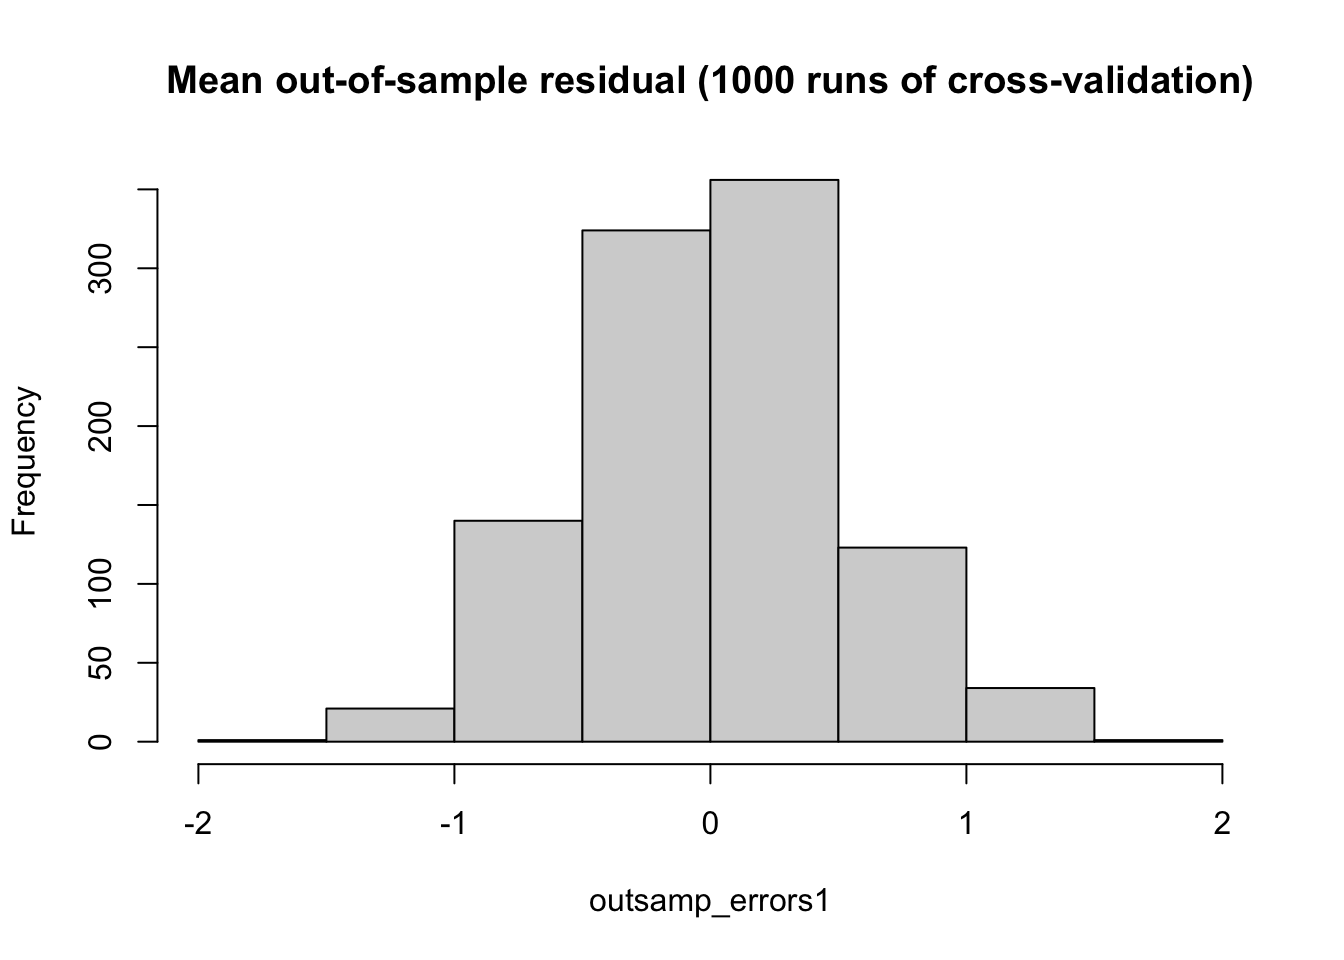 Mean out-of-sample residual (1000 runs of cross-validation)
Frequency
300
200
100
50
0
-2 -1 0 1 2
outsamp_errors1